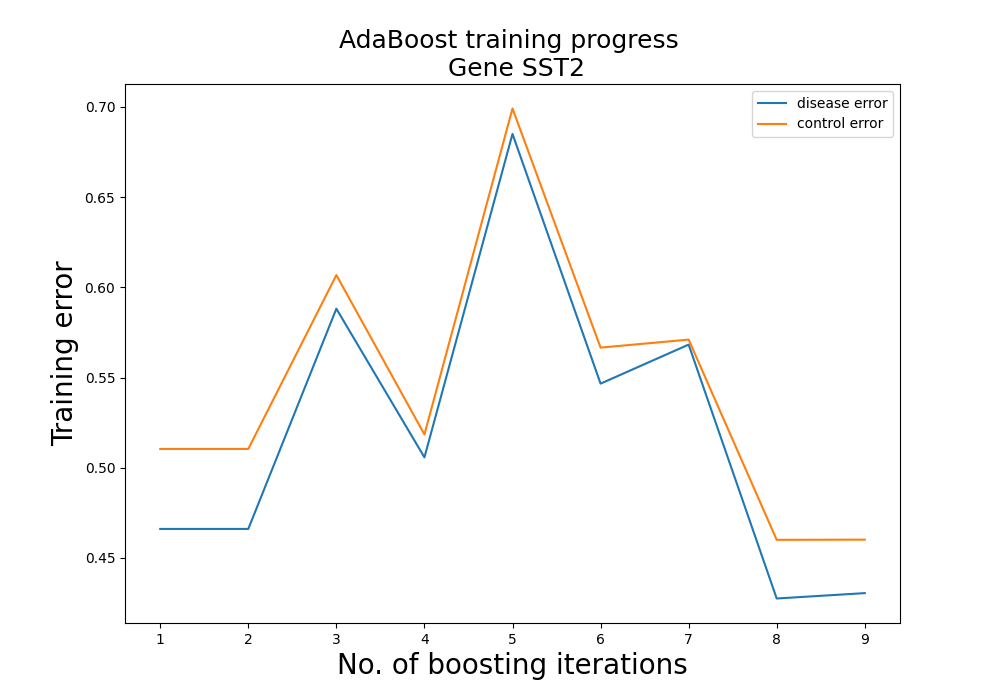 AdaBoost training progress
Gene SST2
disease error
control error
0.70
0.65
0.60
0.55
0.50
0.45
Training error
1 2 3 4 5 6 7 8 9
No. of boosting iterations